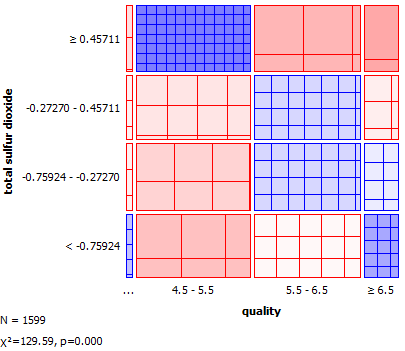 total sulfur dioxide
≥ 0.45711
-0.27270 - 0.45711
-0.75924 - -0.27270
< -0.75924
... 4.5 - 5.5 5.5 - 6.5 ≥ 6.5
quality
N = 1599
X²=129.59, p=0.000